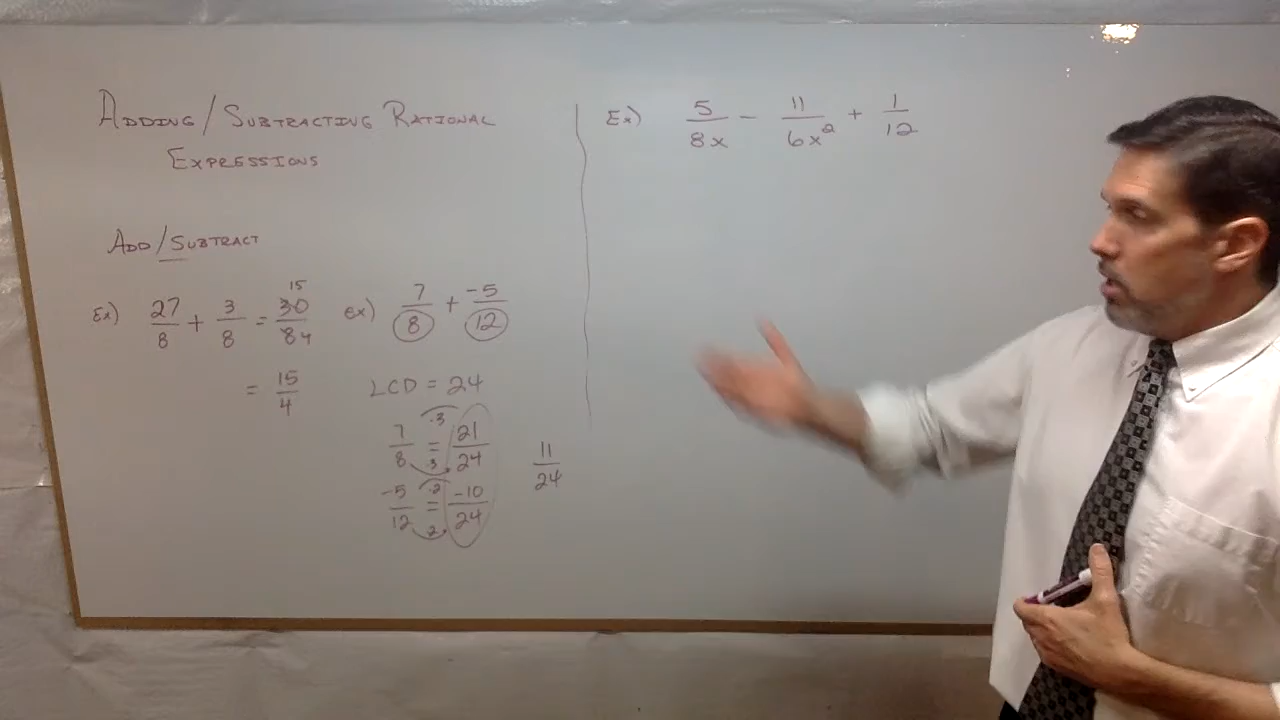 ADDING/SUBTRACTING RATIONAL
EXPRESSIONS
ADD/SUBTRACT
Ex) 27/8 + 3/8 = 30/8 15 4
= 15/4
Ex) 7/8 + -5/12
LCD = 24
7/8 = 21/24 ·3 ·3
-5/12 = -10/24 ·2 ·2
11/24
Ex) 5/8x - 11/6x² + 1/12